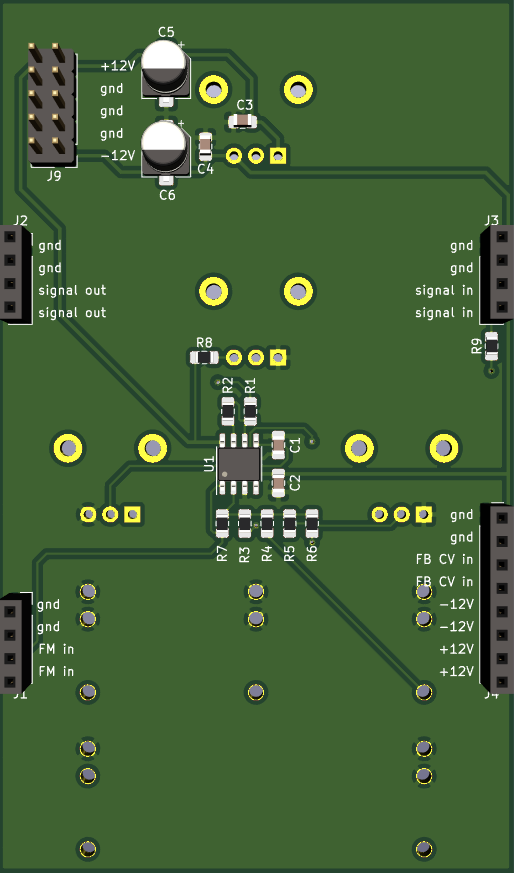 C5
+
+12V
gnd
gnd
gnd
-12V
C3
+
C4
J9
C6
J2
gnd
gnd
signal out
signal out
J3
gnd
gnd
signal in
signal in
R8
R9
R2
R1
U1
C1
C2
R7
R3
R4
R5
R6
gnd
gnd
FB CV in
FB CV in
-12V
-12V
+12V
+12V
J4
gnd
gnd
FM in
FM in
J1